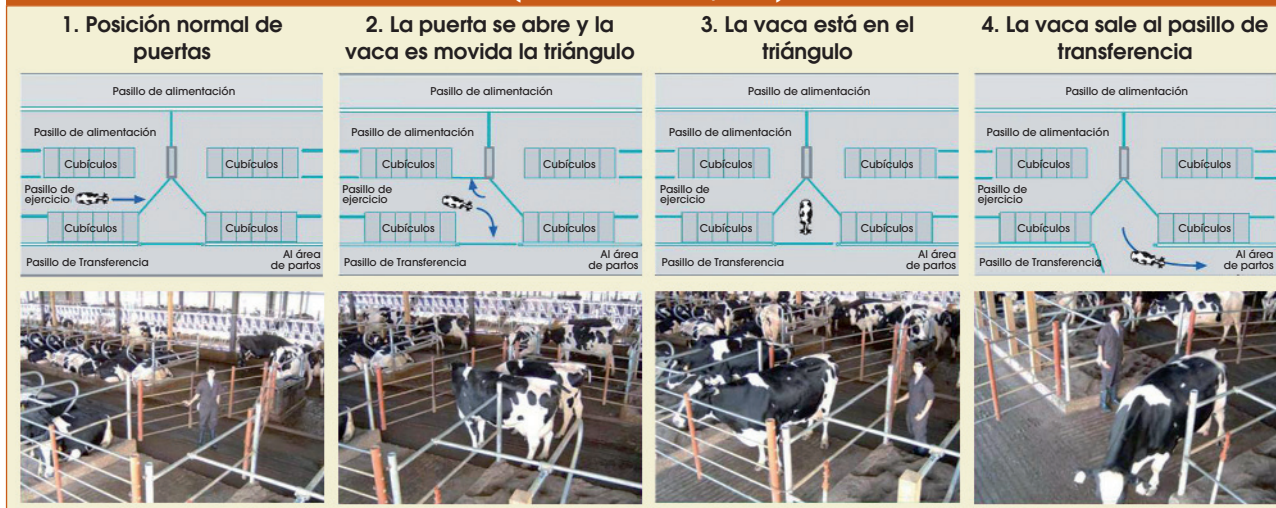 1. Posición normal de
puertas
2. La puerta se abre y la
vaca es movida la triángulo
3. La vaca está en el
triángulo
4. La vaca sale al pasillo de
transferencia
Pasillo de alimentación
Pasillo de alimentación
Cubículos
Cubículos
Pasillo de
ejercicio
Cubículos
Cubículos
Pasillo de Transferencia
Al área
de partos
Pasillo de alimentación
Pasillo de alimentación
Cubículos
Cubículos
Pasillo de
ejercicio
Cubículos
Cubículos
Pasillo de Transferencia
Al área
de partos
Pasillo de alimentación
Pasillo de alimentación
Cubículos
Cubículos
Pasillo de
ejercicio
Cubículos
Cubículos
Pasillo de Transferencia
Al área
de partos
Pasillo de alimentación
Pasillo de alimentación
Cubículos
Cubículos
Pasillo de
ejercicio
Cubículos
Pasillo de Transferencia
Al área
de partos